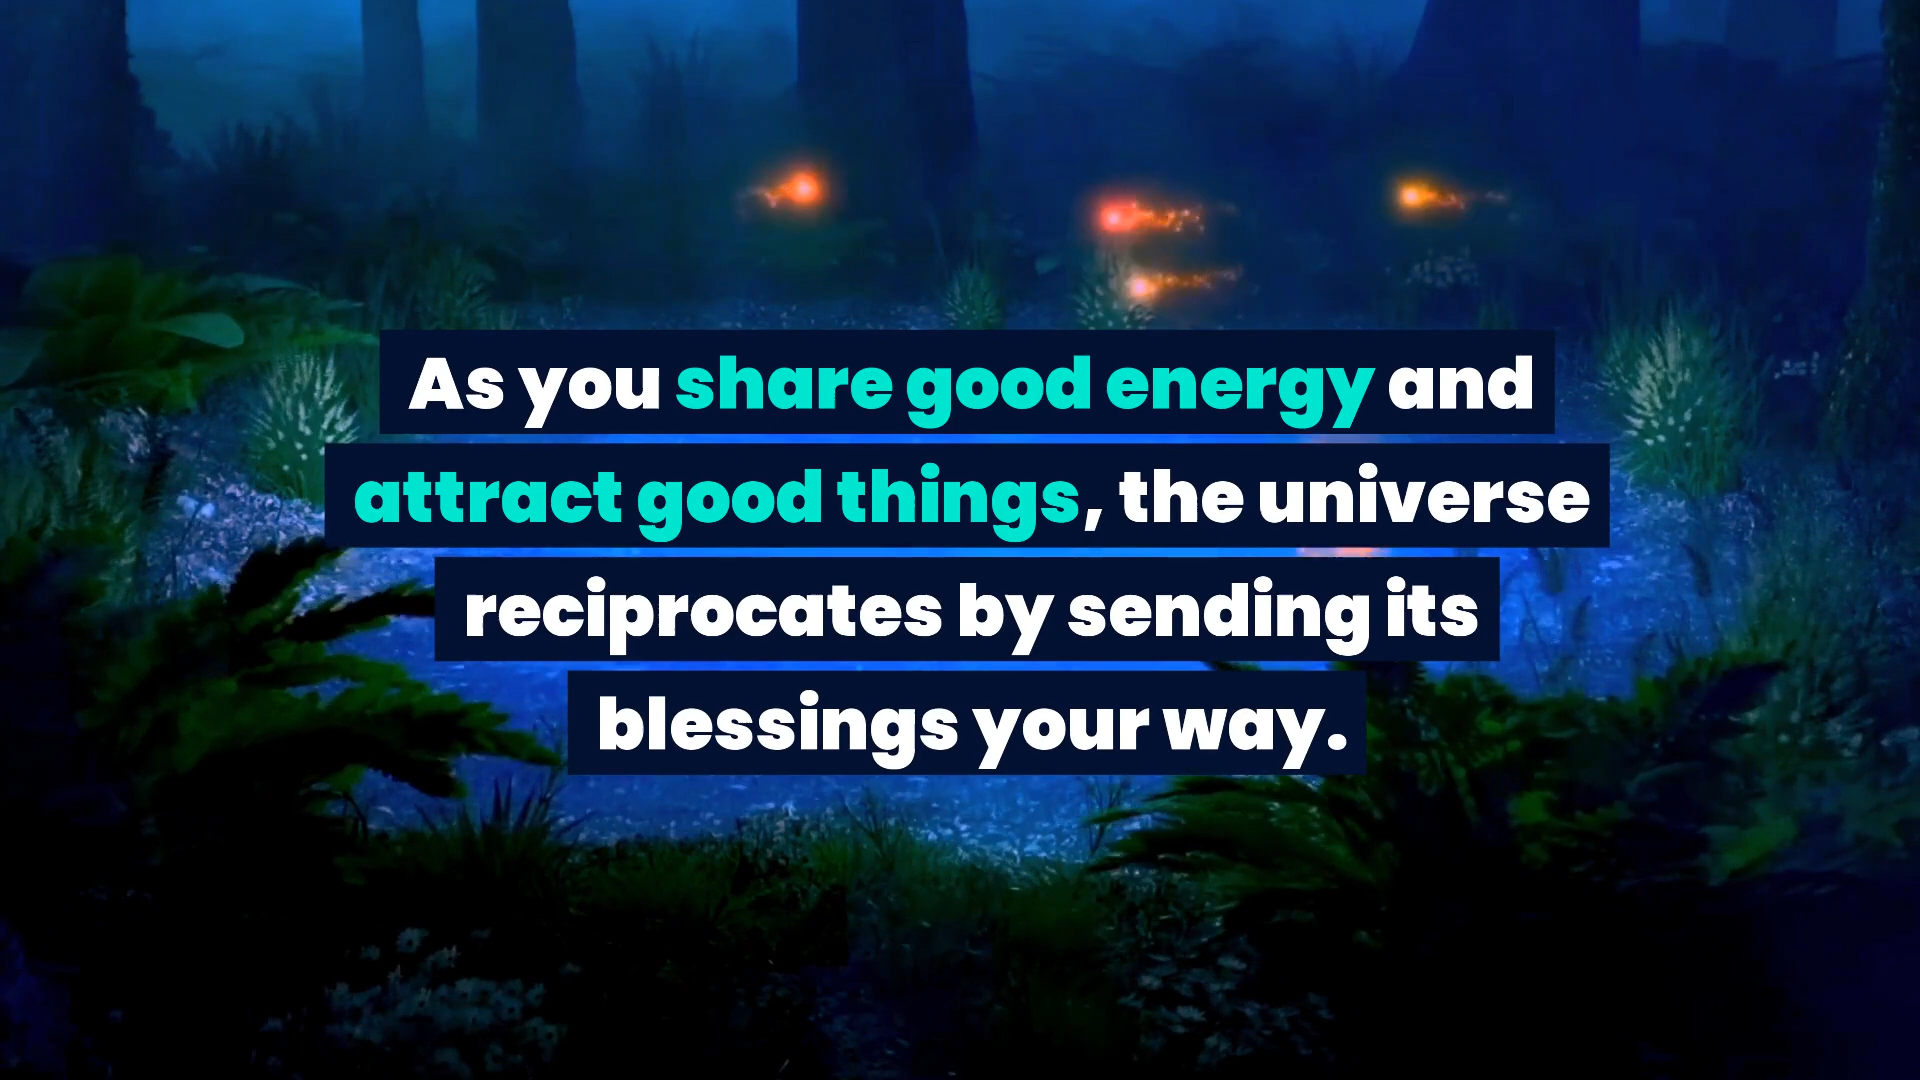 As you share good energy and
attract good things, the universe
reciprocates by sending its
blessings your way.